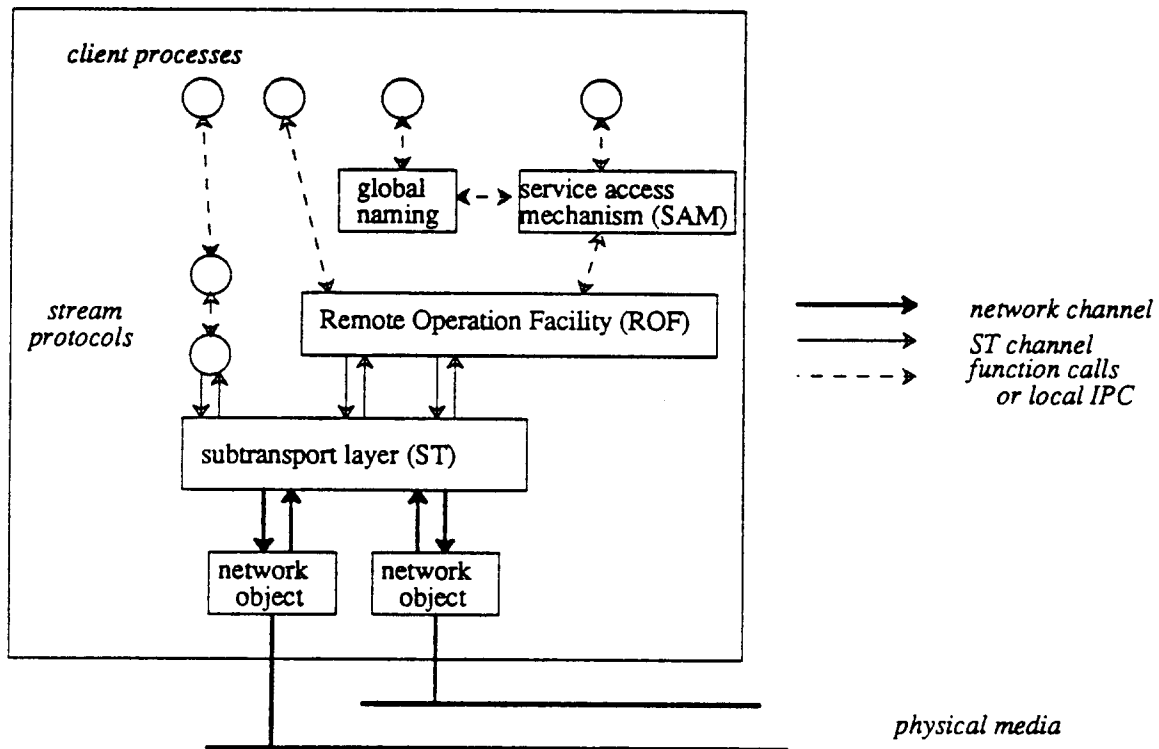 client processes
global
naming
service access
mechanism (SAM)
stream
protocols
Remote Operation Facility (ROF)
network channel
ST channel
function calls
or local IPC
subtransport layer (ST)
network
object
network
object
physical media